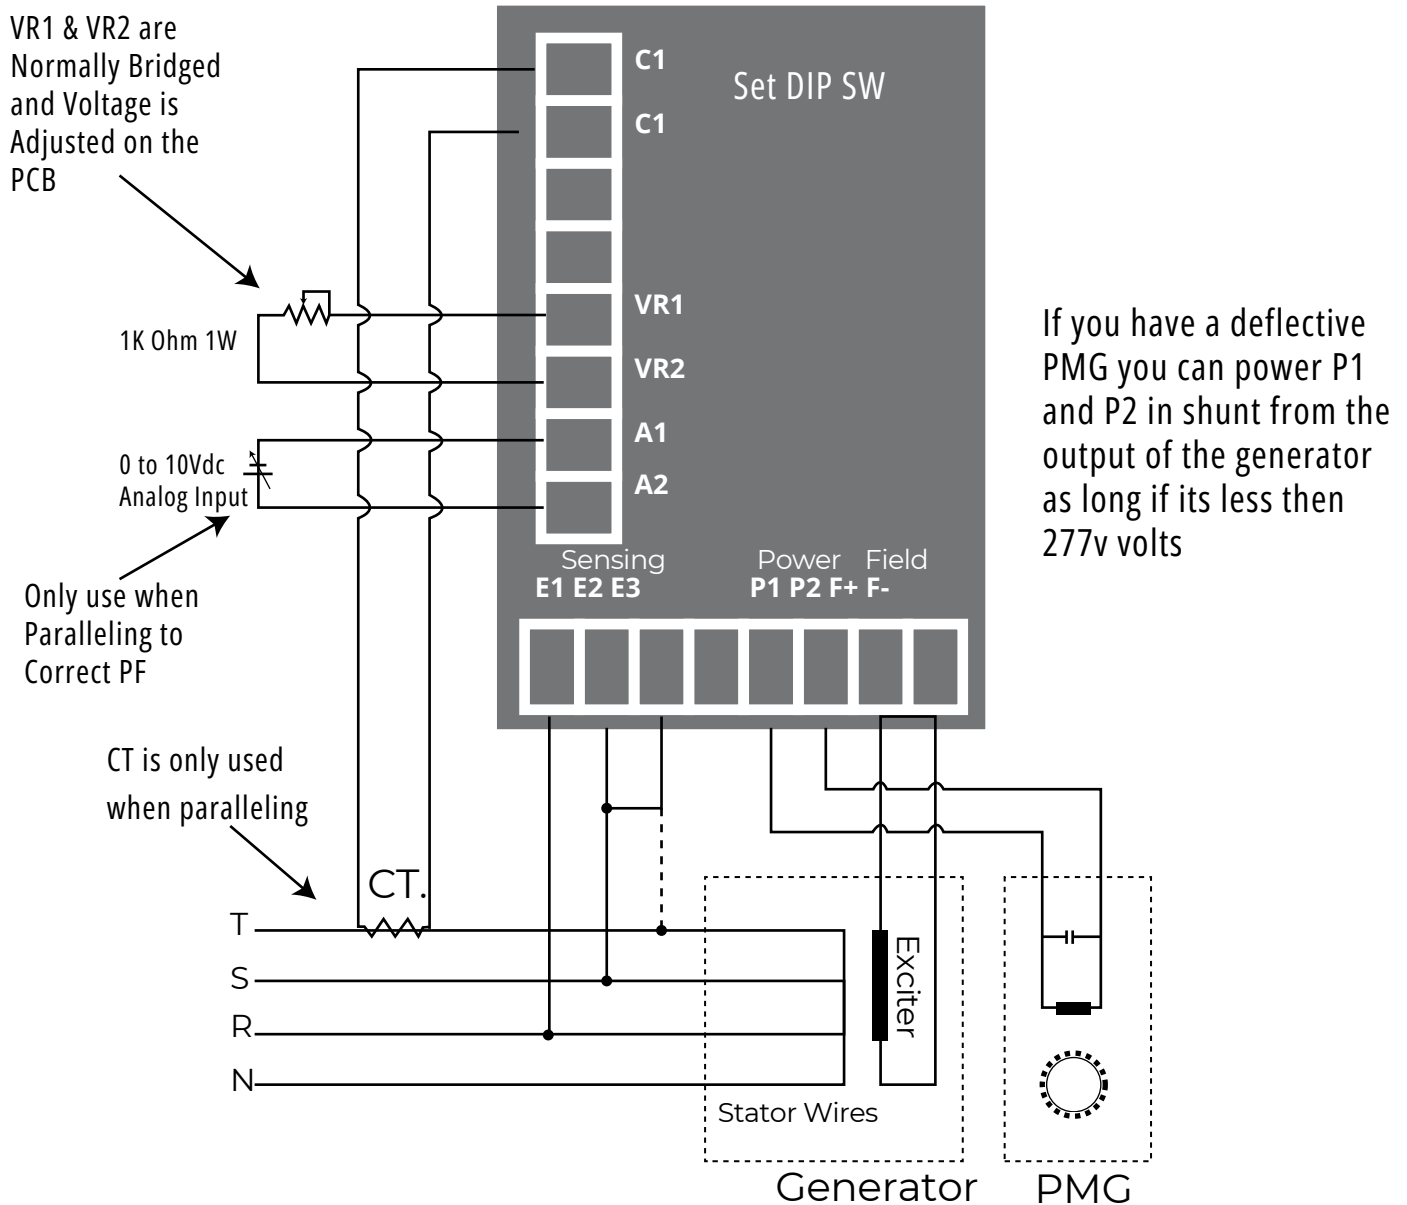 VR1 & VR2 are
Normally Bridged
and Voltage is
Adjusted on the
PCB
C1
Set DIP SW
C1
VR1
1K Ohm 1W
VR2
A1
0 to 10Vdc
Analog Input
A2
If you have a deflective
PMG you can power P1
and P2 in shunt from the
output of the generator
as long if its less then
277v volts
Sensing
Power Field
E1 E2 E3
P1 P2 F+ F-
Only use when
Paralleling to
Correct PF
CT is only used
when paralleling
CT.
T
S
R
N
Exciter
Stator Wires
Generator
PMG